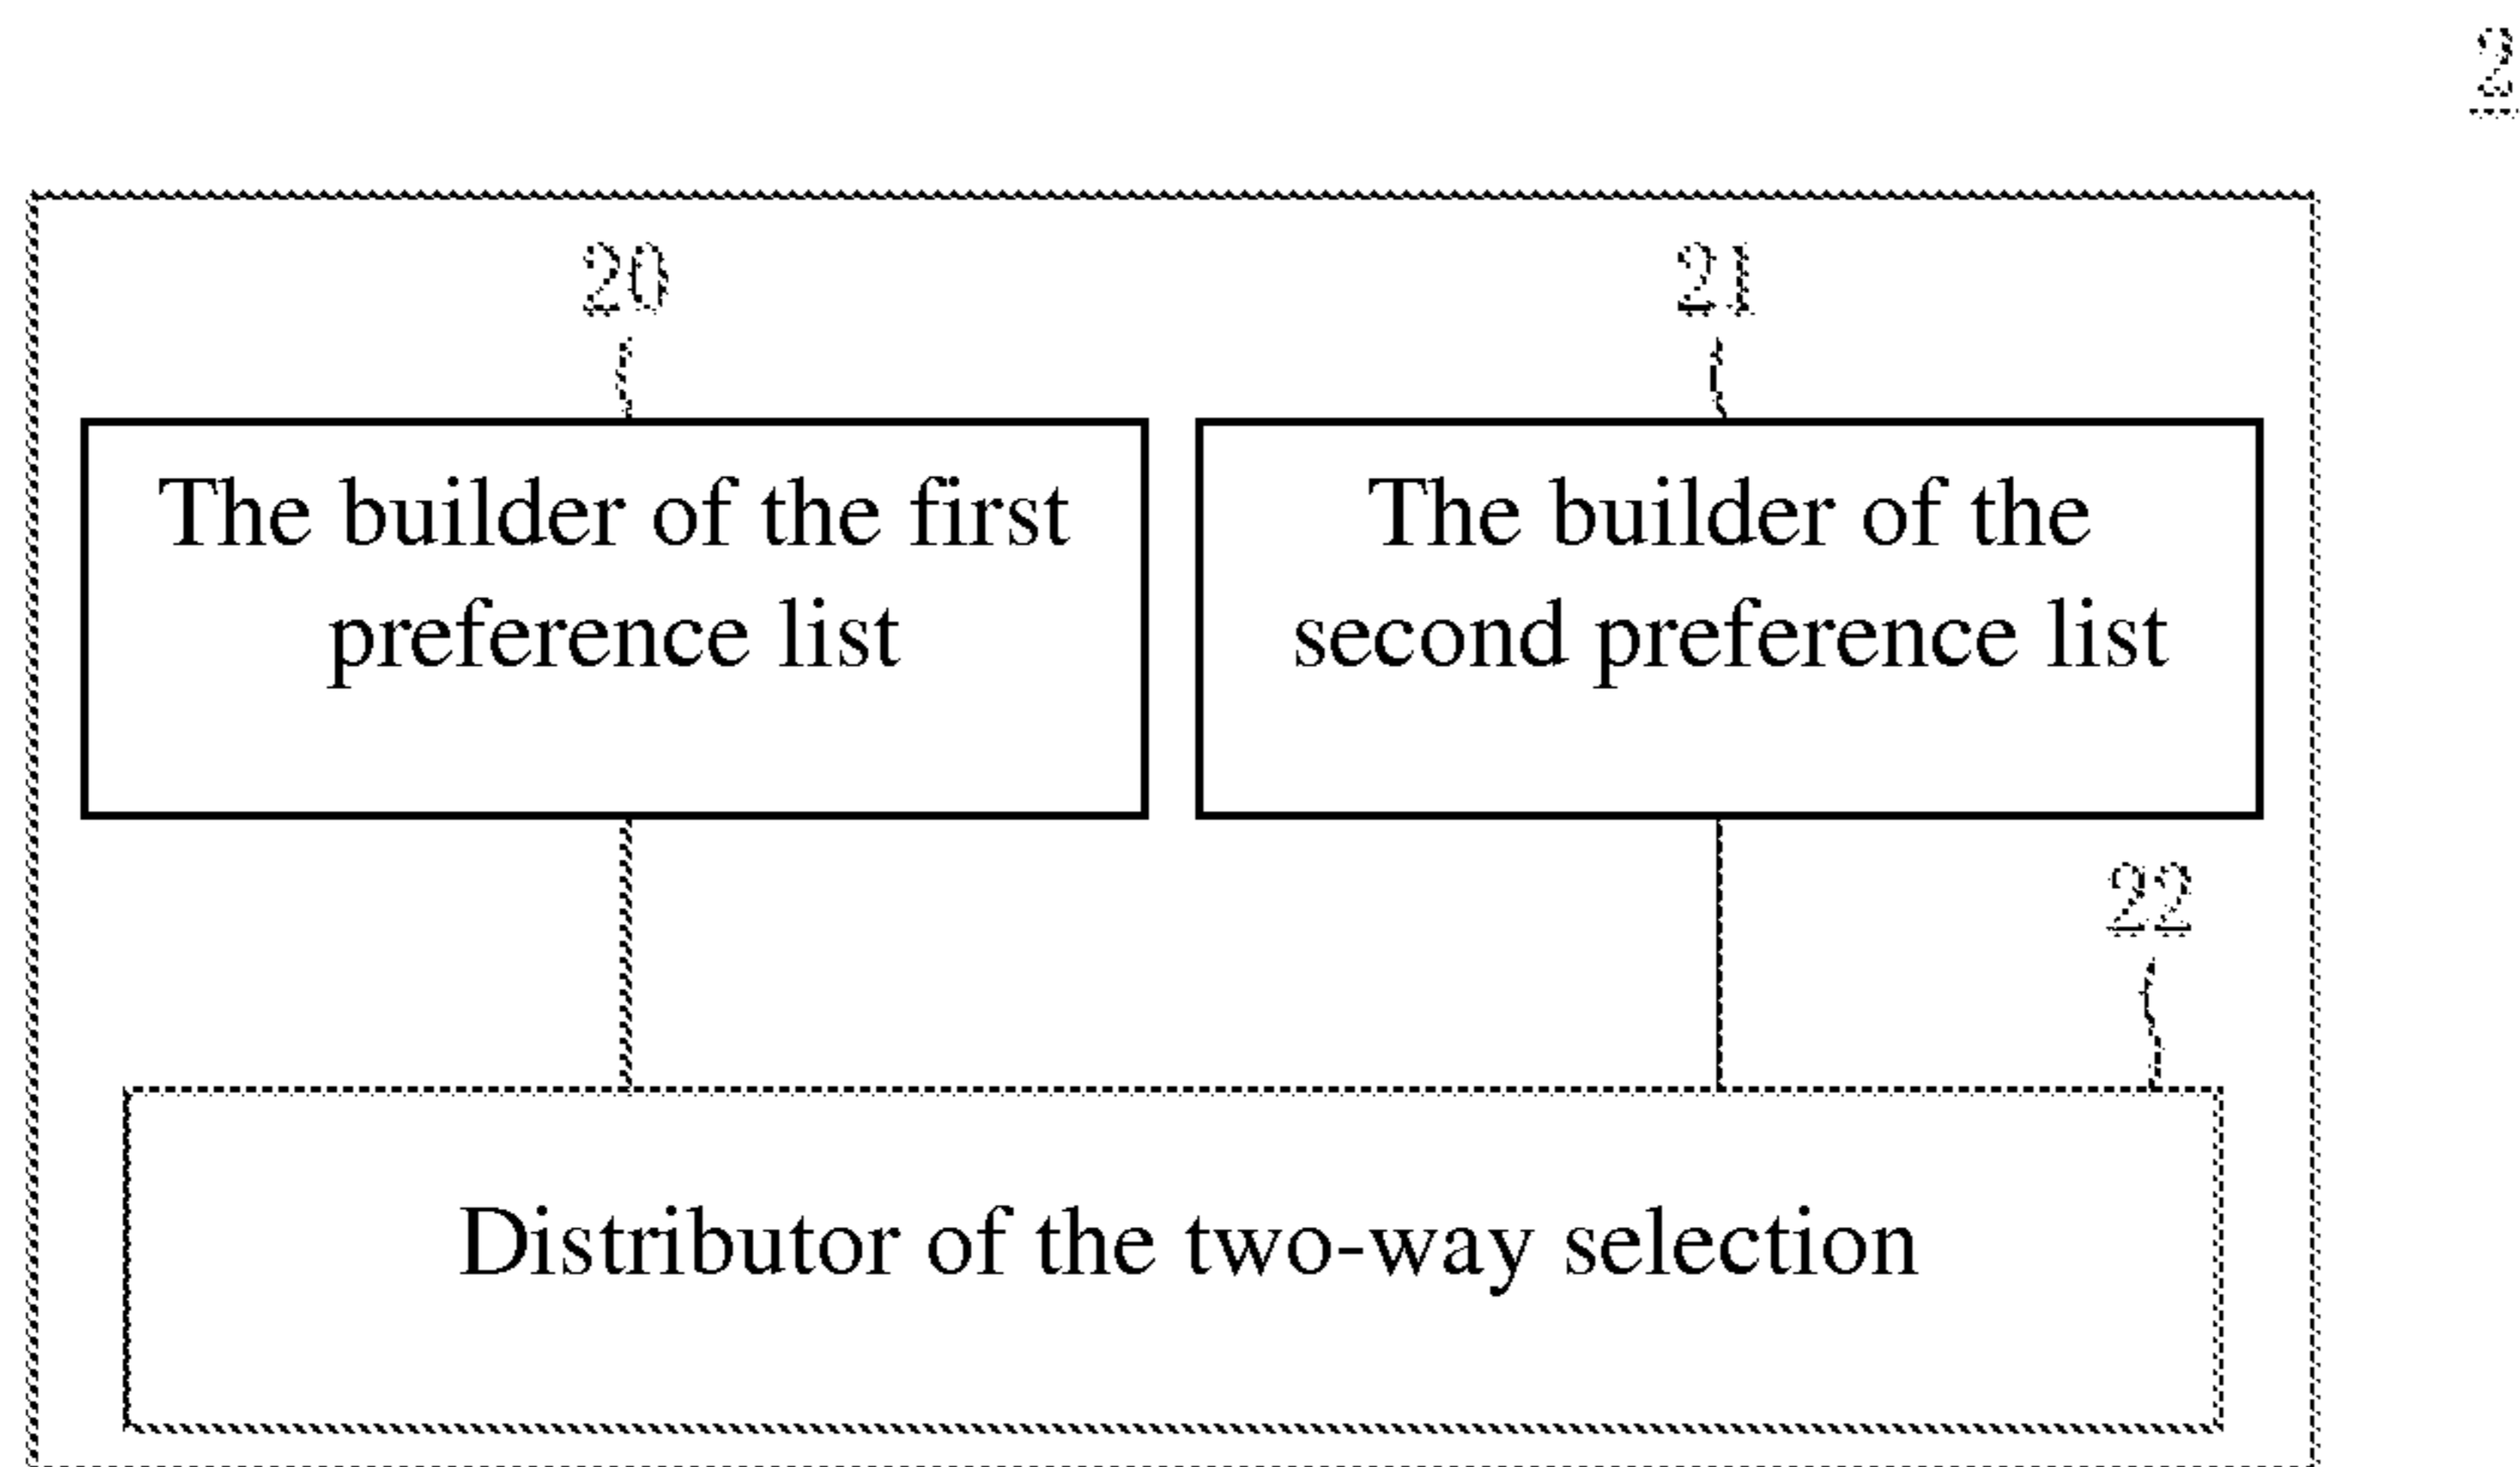 2
20
21
The builder of the first
preference list
The builder of the
second preference list
22
Distributor of the two-way selection